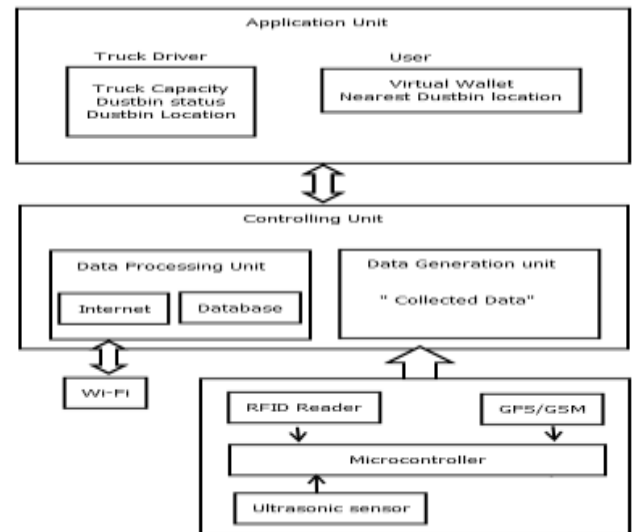 Application Unit
Truck Driver
User
Truck Capacity
Dustbin status
Dustbin Location
Virtual Wallet
Nearest Dustbin location
Controlling Unit
Data Processing Unit
Internet
Database
Data Generation unit
" Collected Data"
Wi-Fi
RFID Reader
GPS/GSM
Microcontroller
Ultrasonic sensor